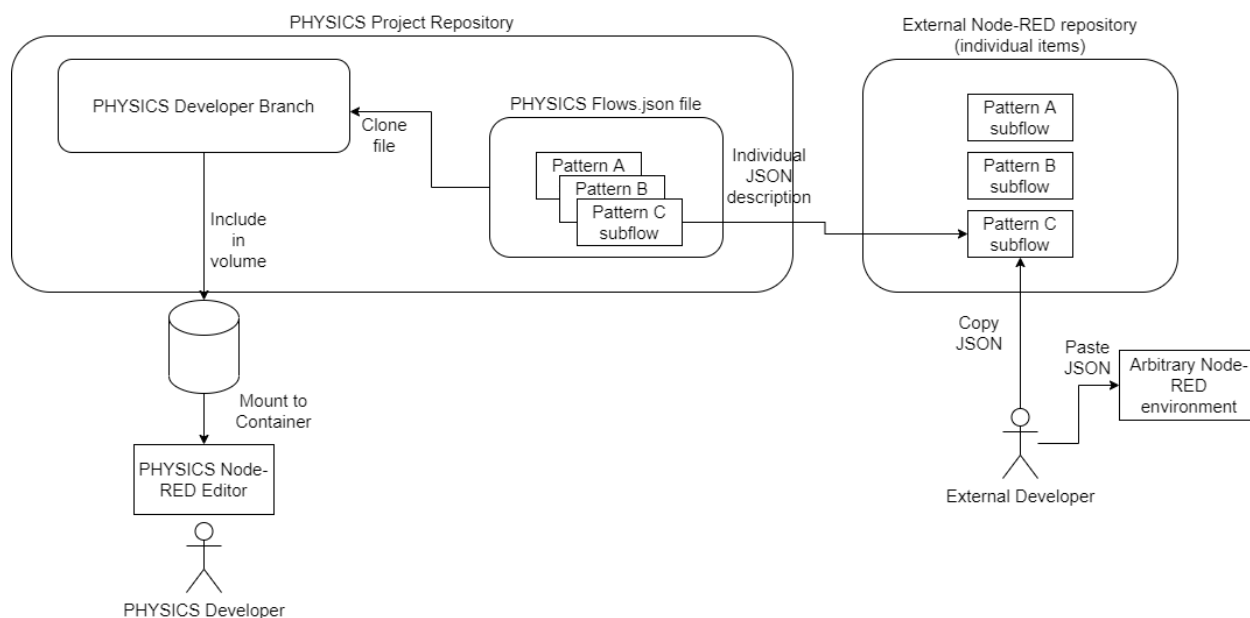 PHYSICS Project Repository
External Node-RED repository
(individual items)
PHYSICS Developer Branch
Clone
file
PHYSICS Flows.json file
Pattern A
Pattern B
Pattern C
subflow
Individual
JSON
description
Pattern A
subflow
Pattern B
subflow
Pattern C
subflow
Include
in
volume
Mount to
Container
PHYSICS Node-
RED Editor
PHYSICS Developer
Copy
JSON
Paste
JSON
Arbitrary Node-
RED
environment
External Developer